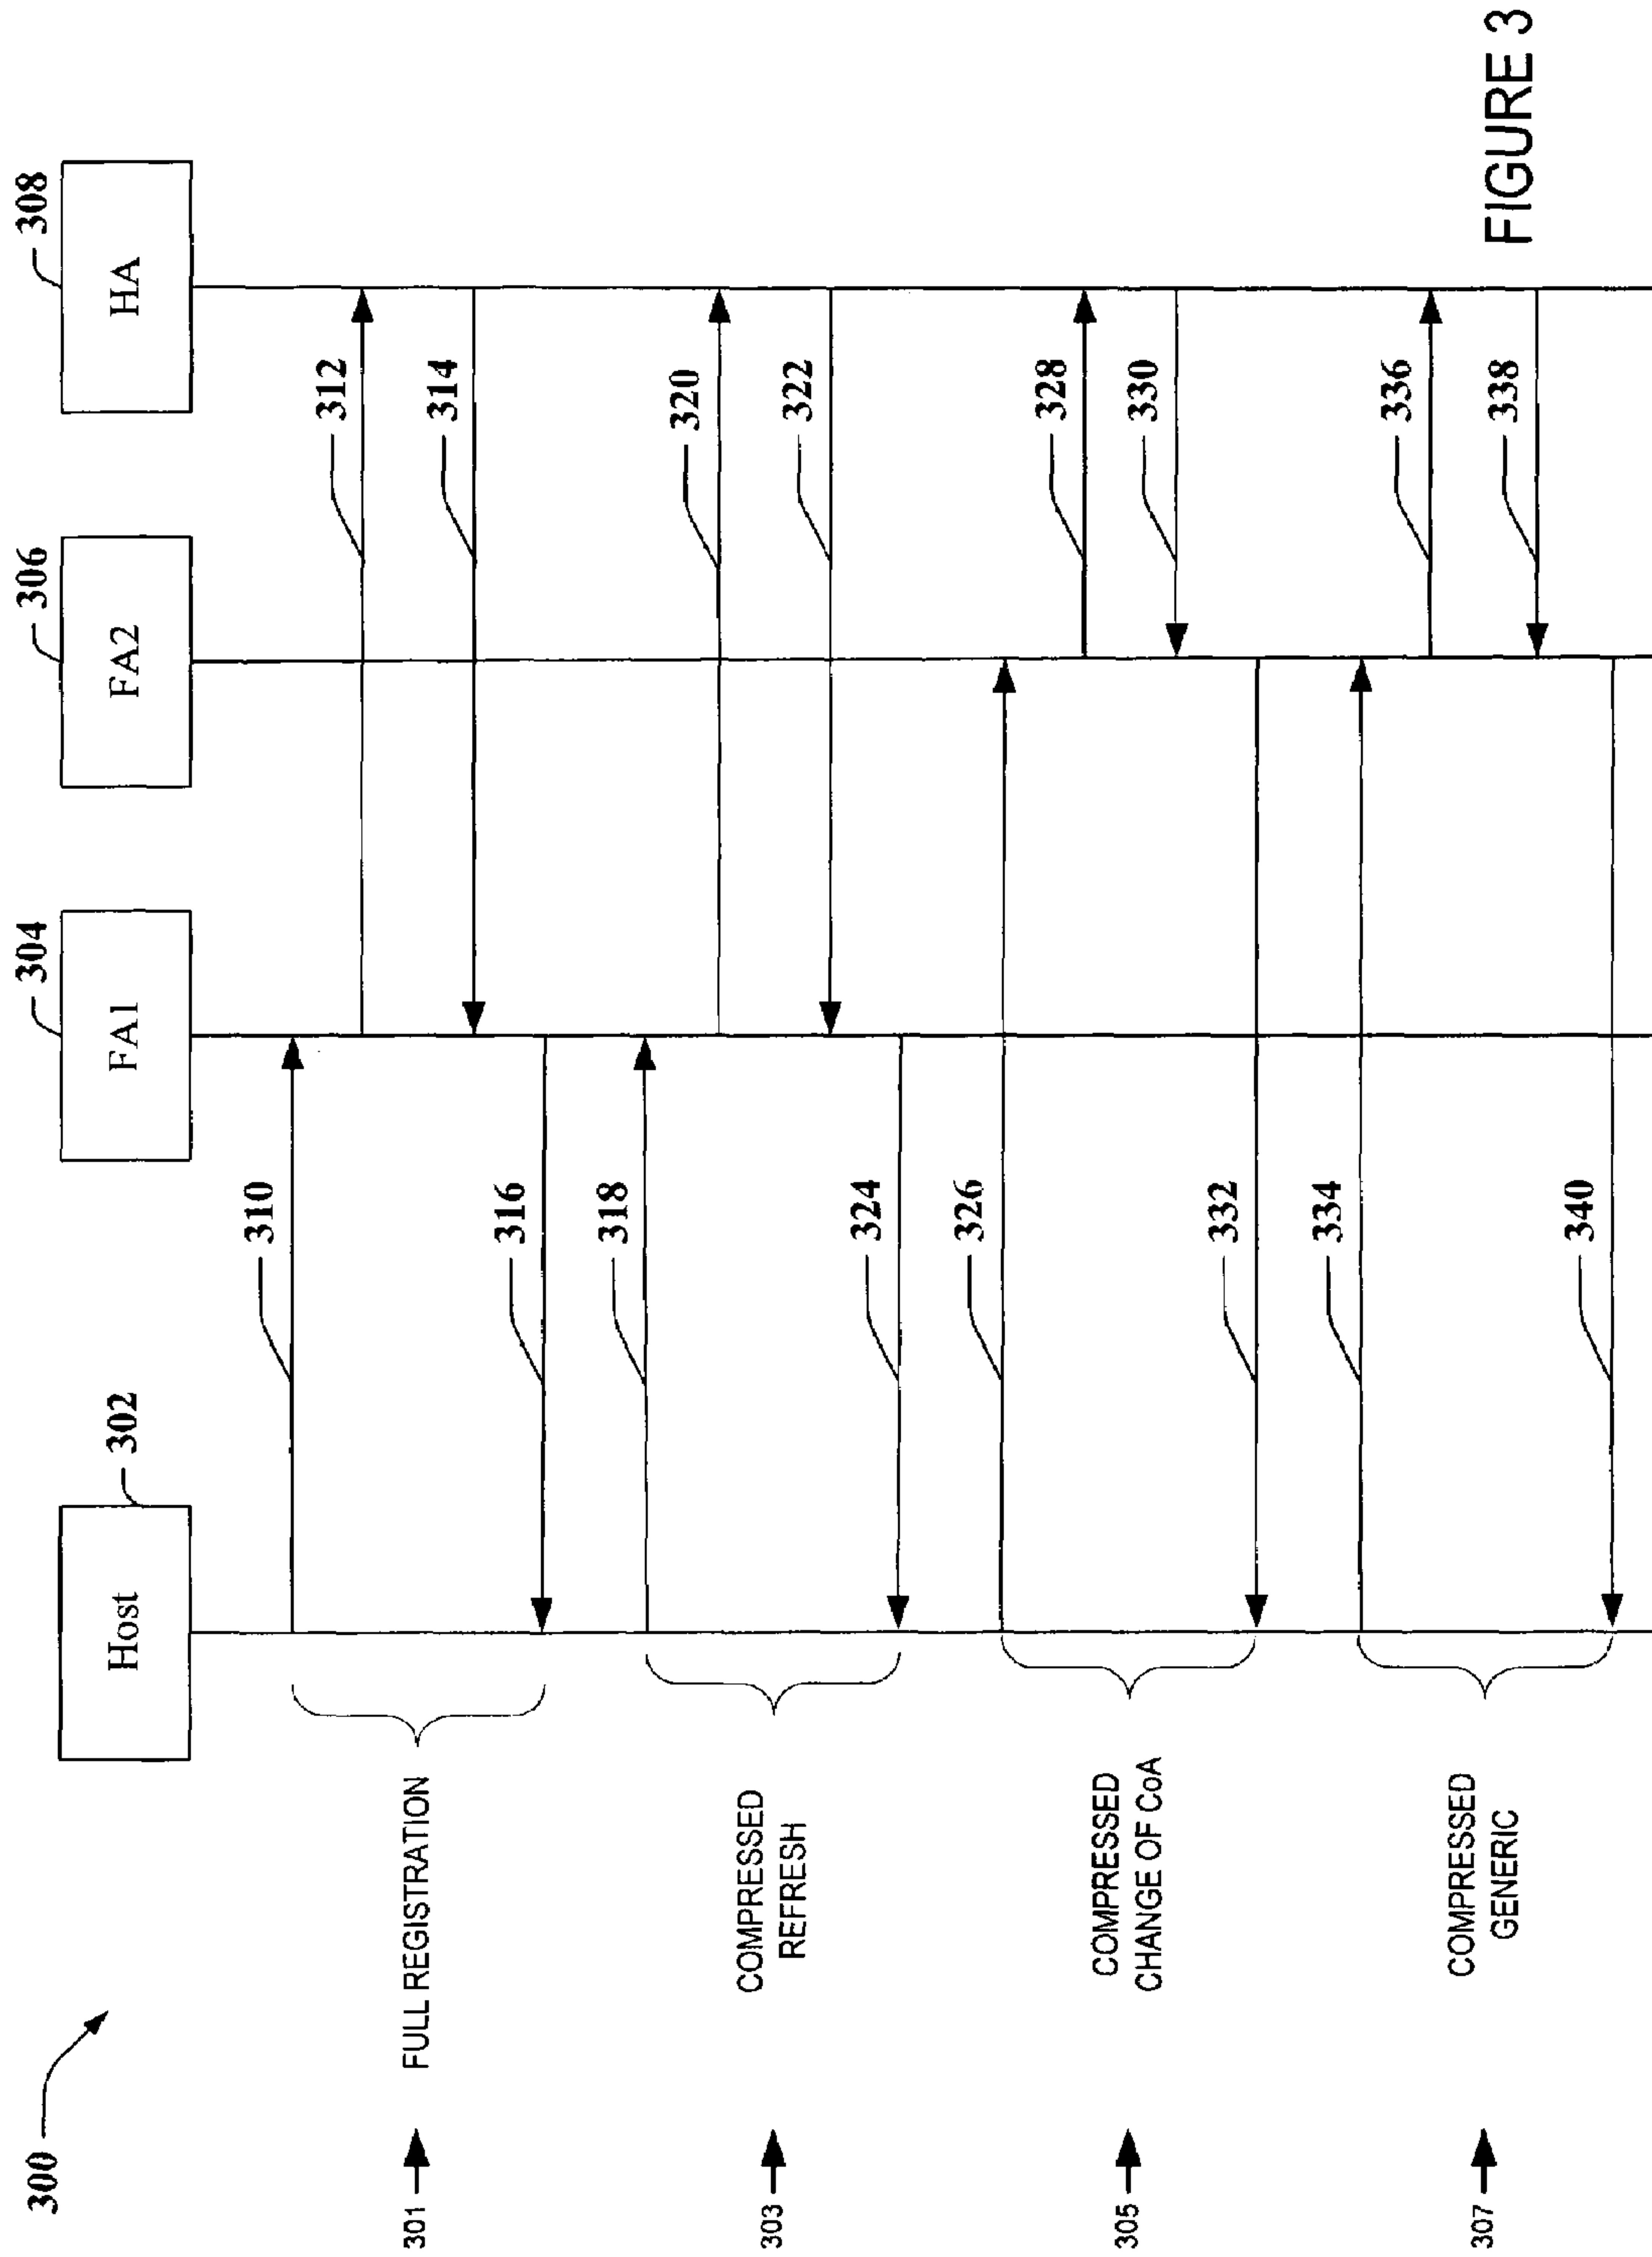 300
Host
302
FA1
304
FA2
306
HA
308
301
FULL REGISTRATION
310
312
314
316
303
COMPRESSED
REFRESH
318
320
322
324
305
COMPRESSED
CHANGE OF CoA
326
328
330
332
307
COMPRESSED
GENERIC
334
336
338
340
FIGURE 3